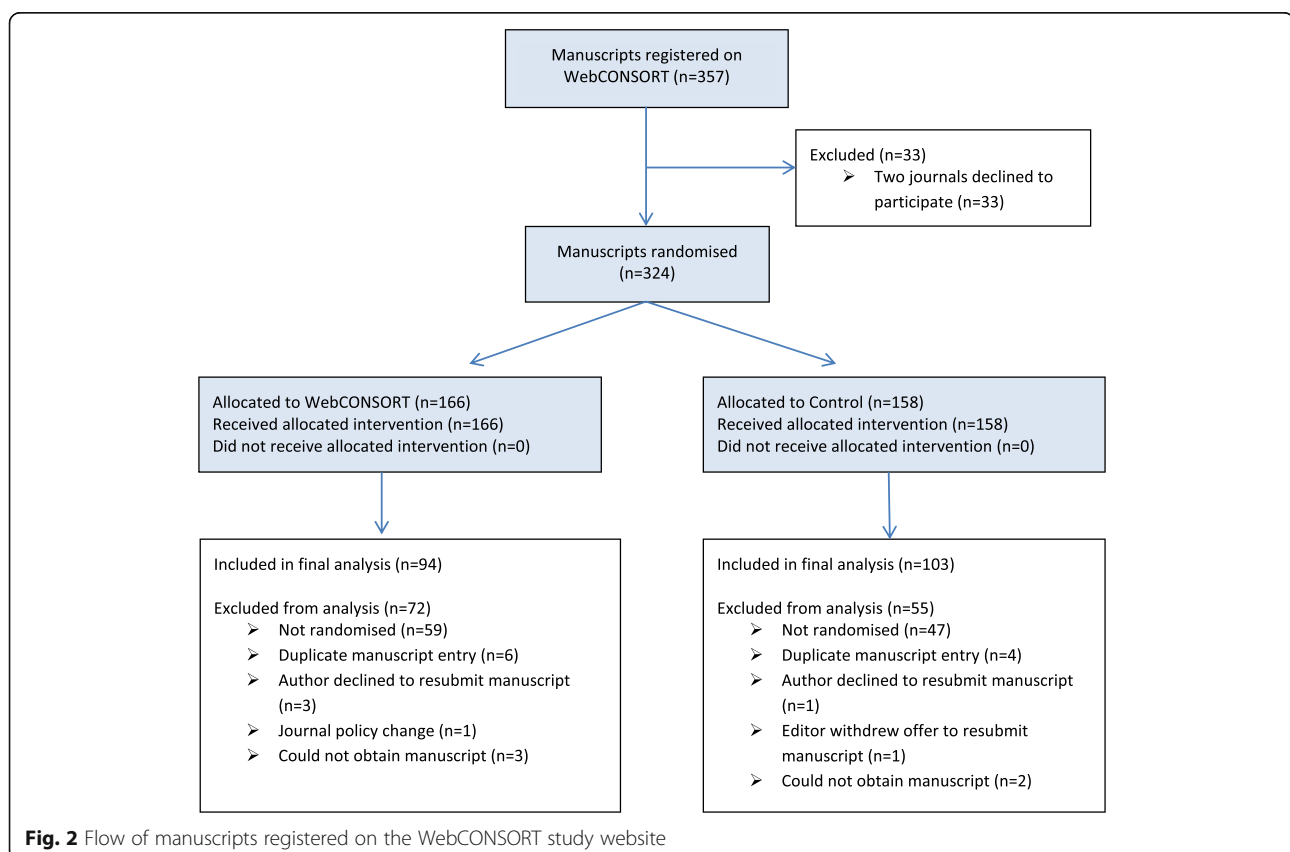 Manuscripts registered on
WebCONSORT (n=357)
Excluded (n=33)
➢ Two journals declined to
participate (n=33)
Manuscripts randomised
(n=324)
Allocated to WebCONSORT (n=166)
Received allocated intervention (n=166)
Did not receive allocated intervention (n=0)
Allocated to Control (n=158)
Received allocated intervention (n=158)
Did not receive allocated intervention (n=0)
Included in final analysis (n=94)
Excluded from analysis (n=72)
➢ Not randomised (n=59)
➢ Duplicate manuscript entry (n=6)
➢ Author declined to resubmit manuscript
(n=3)
➢ Journal policy change (n=1)
➢ Could not obtain manuscript (n=3)
Included in final analysis (n=103)
Excluded from analysis (n=55)
➢ Not randomised (n=47)
➢ Duplicate manuscript entry (n=4)
➢ Author declined to resubmit manuscript
(n=1)
➢ Editor withdrew offer to resubmit
manuscript (n=1)
➢ Could not obtain manuscript (n=2)
Fig. 2 Flow of manuscripts registered on the WebCONSORT study website